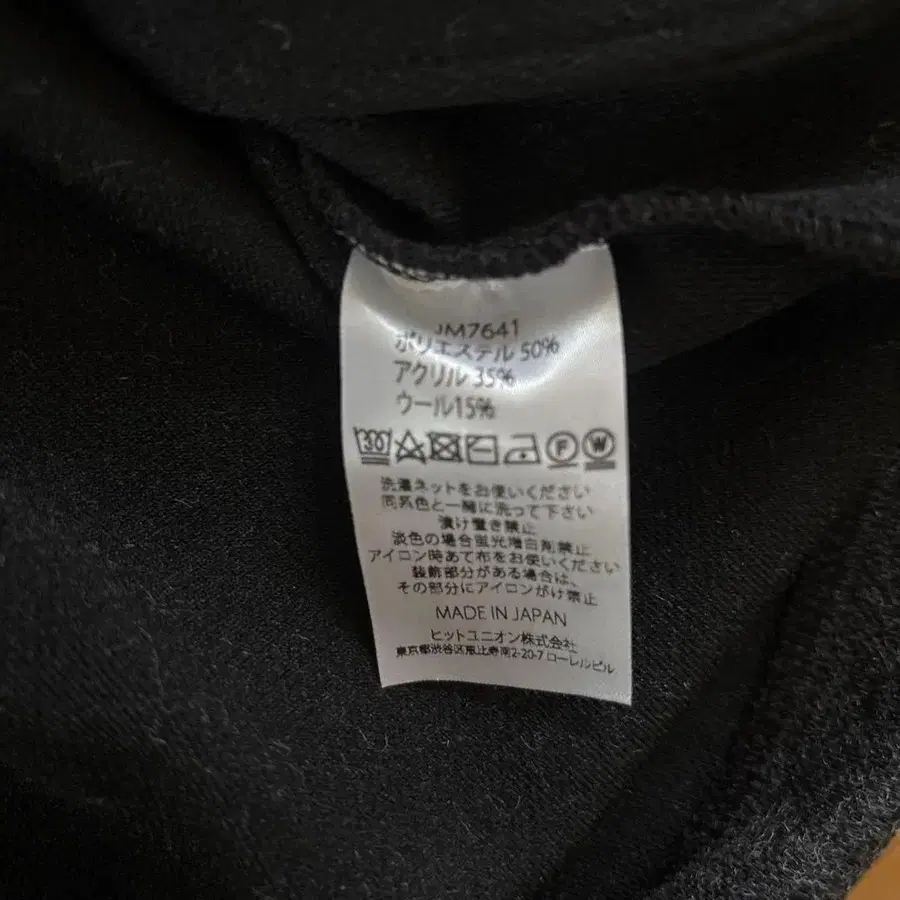 JM7641
ポリエステル 50%
アクリル 35%
ウール15%
30 F W
洗濯ネットをお使いください
同系色と一緒に洗って下さい
漬け置き禁止
淡色の場合蛍光増白剤禁止
アイロン時あて布をお使いください
装飾部分がある場合は、
その部分にアイロンがけ禁止
MADE IN JAPAN
ヒットユニオン株式会社
東京都渋谷区恵比寿南2-20-7 ローレルビル